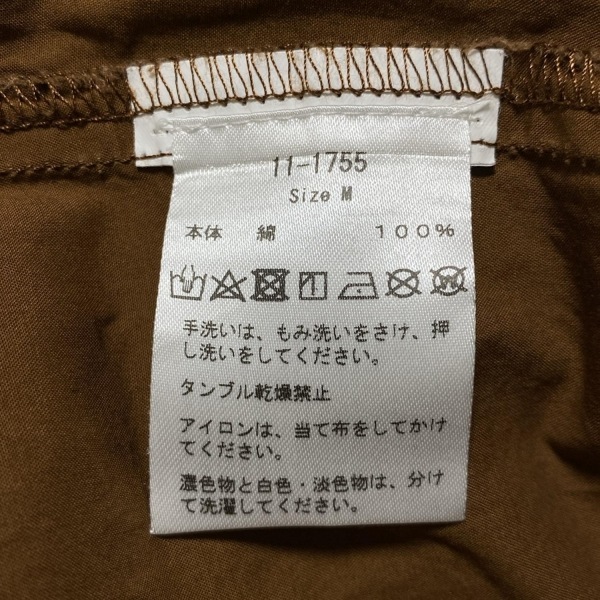 11-1755
Size M
本体 綿 100%
手洗いは、もみ洗いをさけ、押
し洗いをしてください。
タンブル乾燥禁止
アイロンは、当て布をしてかけ
てください。
濃色物と白色・淡色物は、分け
て洗濯してください。